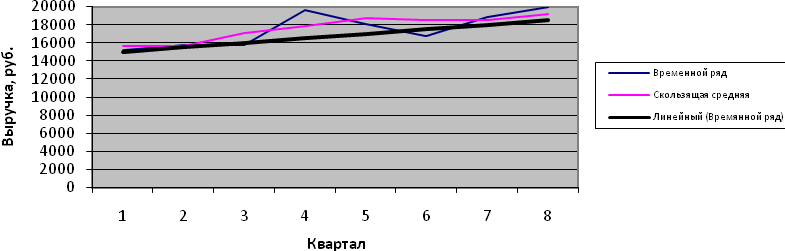 20000
18000
16000
14000
12000
10000
8000
6000
4000
2000
0
Выручка, руб.
1 2 3 4 5 6 7 8
Квартал
Временной ряд
Скользящая средняя
Линейный (Времянной ряд)